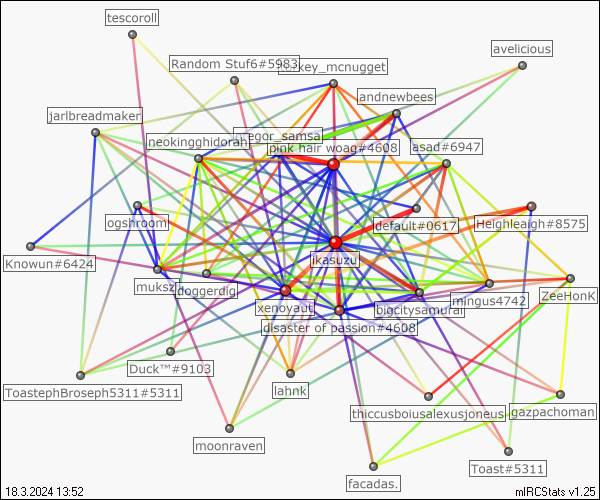 tescoroll
avelicious
Random Stuf6#5983
turkey_mcnugget
andnewbees
jarlbreadmaker
gregor_samsa
neokingghidorah
pink hair woag#4608
asad#6947
ogshroom
default#0617
Heighleaigh#8575
jkasuzu
Knowun#6424
muksz
doggerdig
xenoyaut
bigcitysamurai
mingus4742
ZeeHonk
disaster of passion#4608
Duck™#9103
ToastephBroseph5311#5311
lahnk
thiccusboiusalexusjoneus
gazpachoman
moonraven
Toast#5311
facadas.
18.3.2024 13:52
mIRCStats v1.25